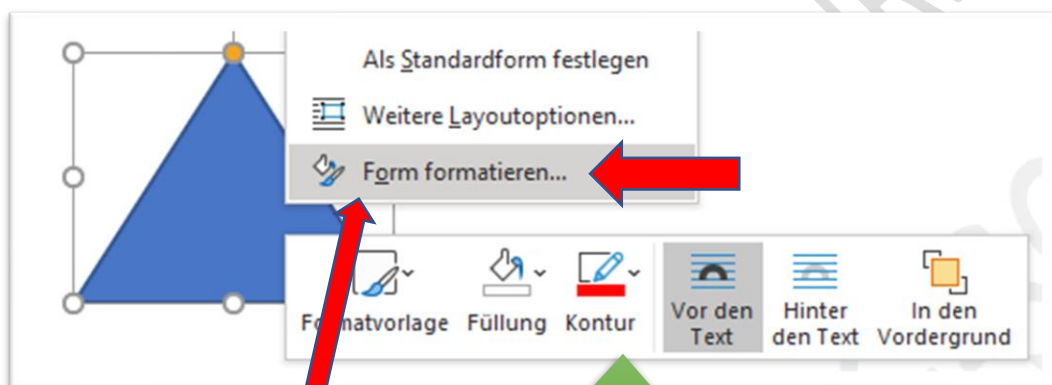 Als Standardform festlegen
Weitere Layoutoptionen...
Form formatieren...
Formatvorlage Füllung Kontur
Vor den Text
Hinter den Text
In den Vordergrund